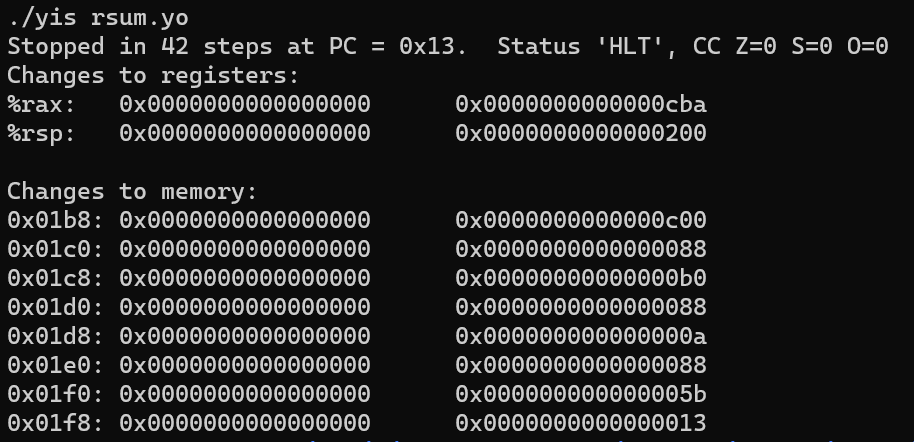 ./yis rsum.yo
Stopped in 42 steps at PC = 0x13.  Status 'HLT', CC Z=0 S=0 O=0
Changes to registers:
%rax:   0x0000000000000000      0x0000000000000cba
%rsp:   0x0000000000000000      0x0000000000000200

Changes to memory:
0x01b8: 0x0000000000000000      0x0000000000000c00
0x01c0: 0x0000000000000000      0x0000000000000088
0x01c8: 0x0000000000000000      0x00000000000000b0
0x01d0: 0x0000000000000000      0x0000000000000088
0x01d8: 0x0000000000000000      0x000000000000000a
0x01e0: 0x0000000000000000      0x0000000000000088
0x01f0: 0x0000000000000000      0x000000000000005b
0x01f8: 0x0000000000000000      0x0000000000000013